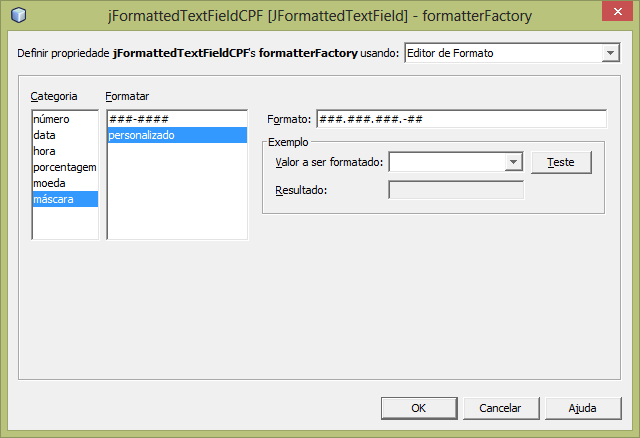 jFormattedTextFieldCPF [JFormattedTextField] - formatterFactory
Definir propriedade jFormattedTextFieldCPF's formatterFactory usando: Editor de Formato
Categoria
número
data
hora
porcentagem
moeda
máscara
Formatar
###-####
personalizado
Formato: ###.###.###.-##
Exemplo
Valor a ser formatado:
Teste
Resultado:
OK
Cancelar
Ajuda